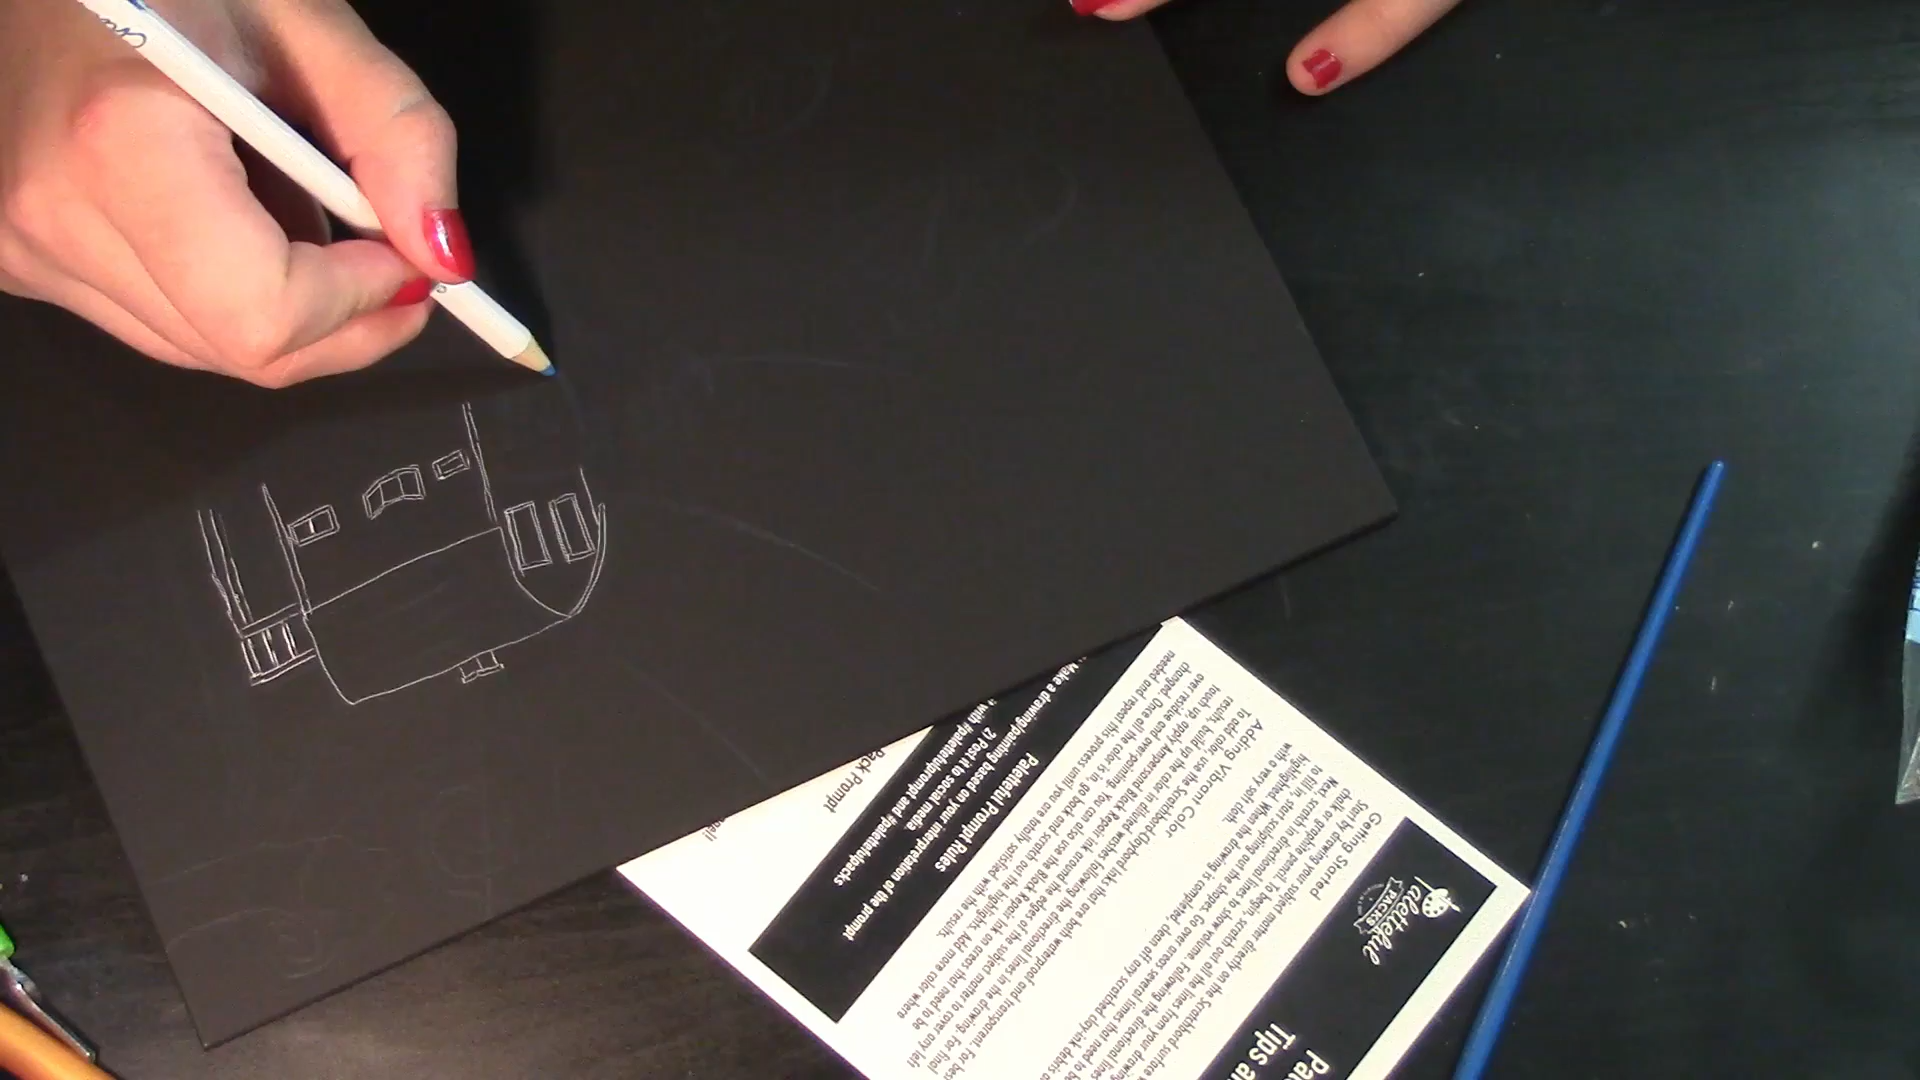 Paletteful
PACKS
Tips a
Getting Started
Start by drawing your subject matter directly on the Scratchbord surface
chalk or graphite pencil. To begin, scratch out all the lines from your drawing
Next, scratch in directional lines to show volume. Following the directional lines
to fill in, start sculpting out the shapes. Go over areas several times that need to be
highlighted. When the drawing is completed, clean off any scratched clay-ink debris
with a very soft cloth.
Adding Vibrant Color
To add color, use the Scratchbord Claybord Inks that are both waterproof and transparent. For best
results, build up the color in diluted washes following the directional lines in the drawing. For final
touch up, apply Ampersand Block Repair Ink around the edges of the subject matter to cover any left
over residue and over-painting. You can also use the Block Repair Ink on areas that need to be
changed. Once all the color is in, go back and scratch out the highlights. Add more color where
needed and repeat this process until you are totally satisfied with the results.
Paletteful Prompt Rules
Make a drawing/painting based on your interpretation of the prompt
2) Post it to social media
with #palettefulprompt and #palettefulpacks
Pack Prompt